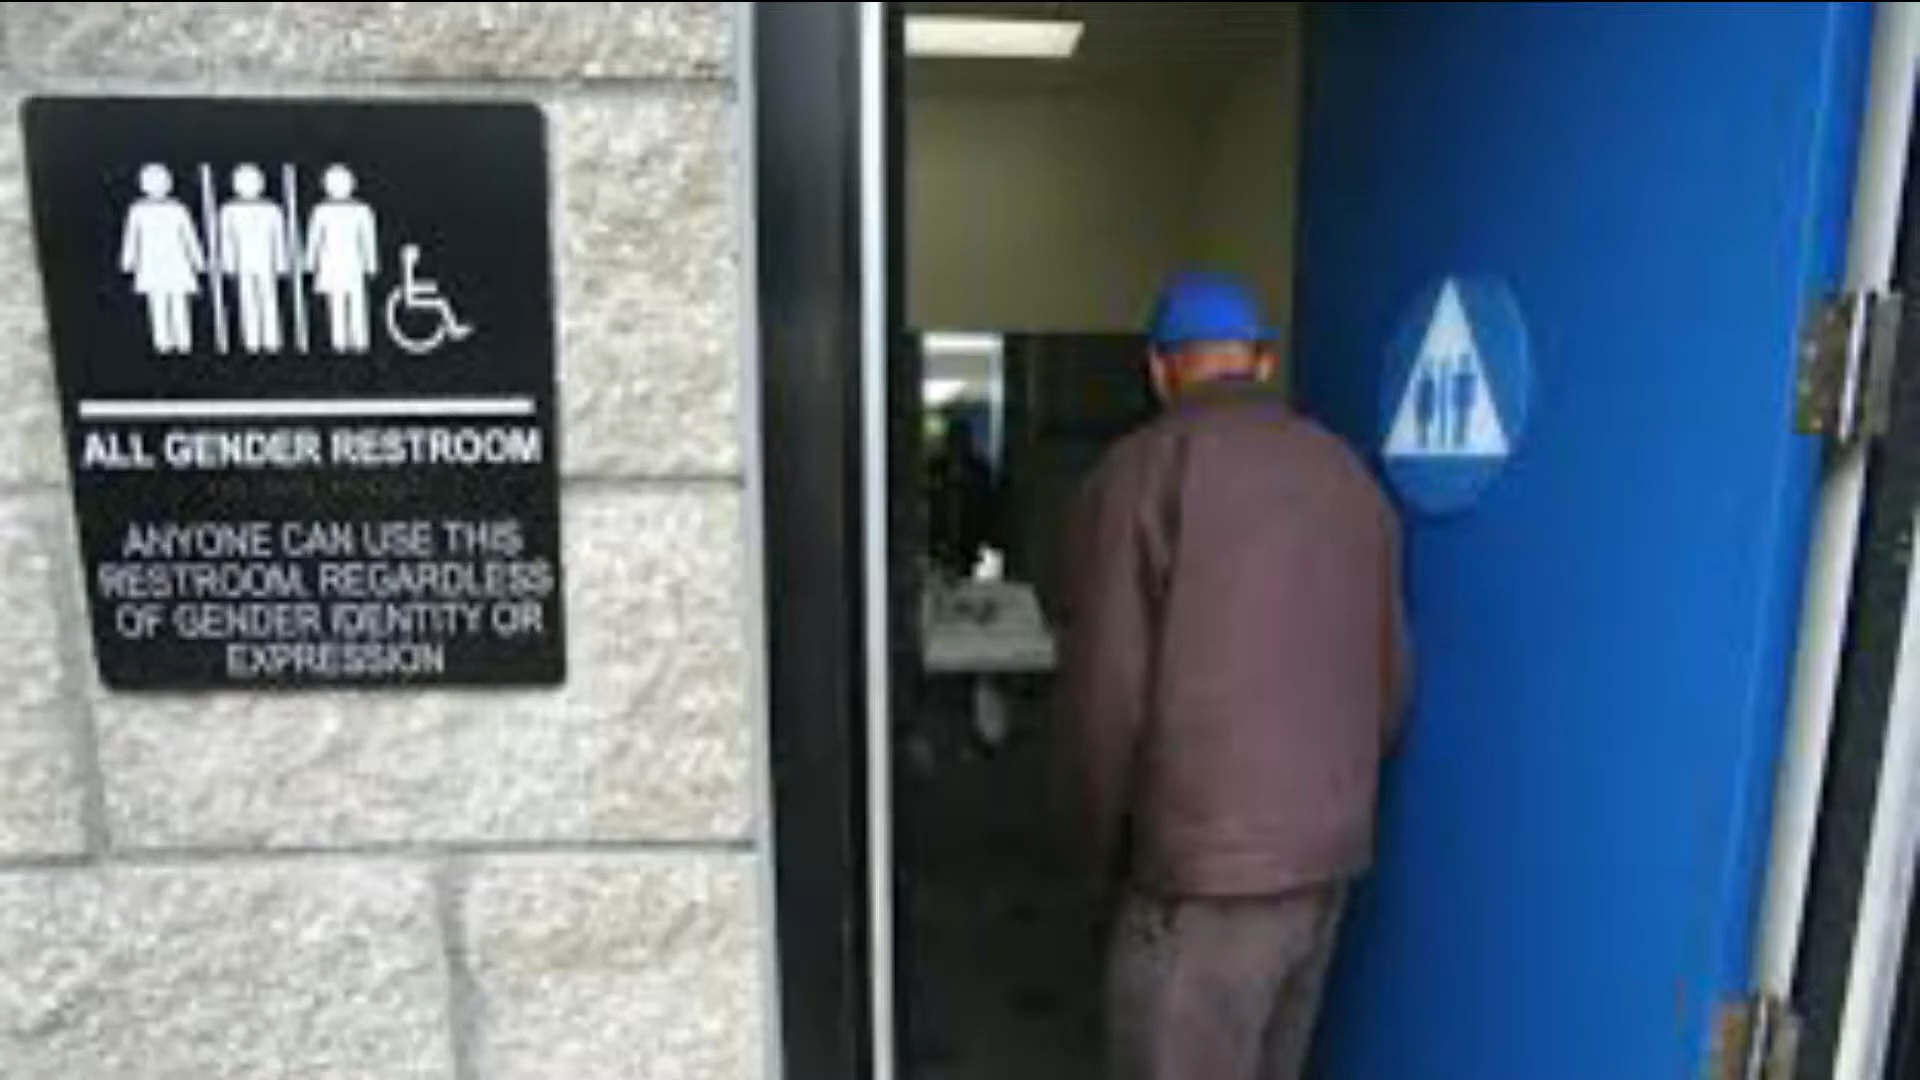 ALL GENDER RESTROOM
ANYONE CAN USE THIS
RESTROOM, REGARDLESS
OF GENDER IDENTITY OR
EXPRESSION